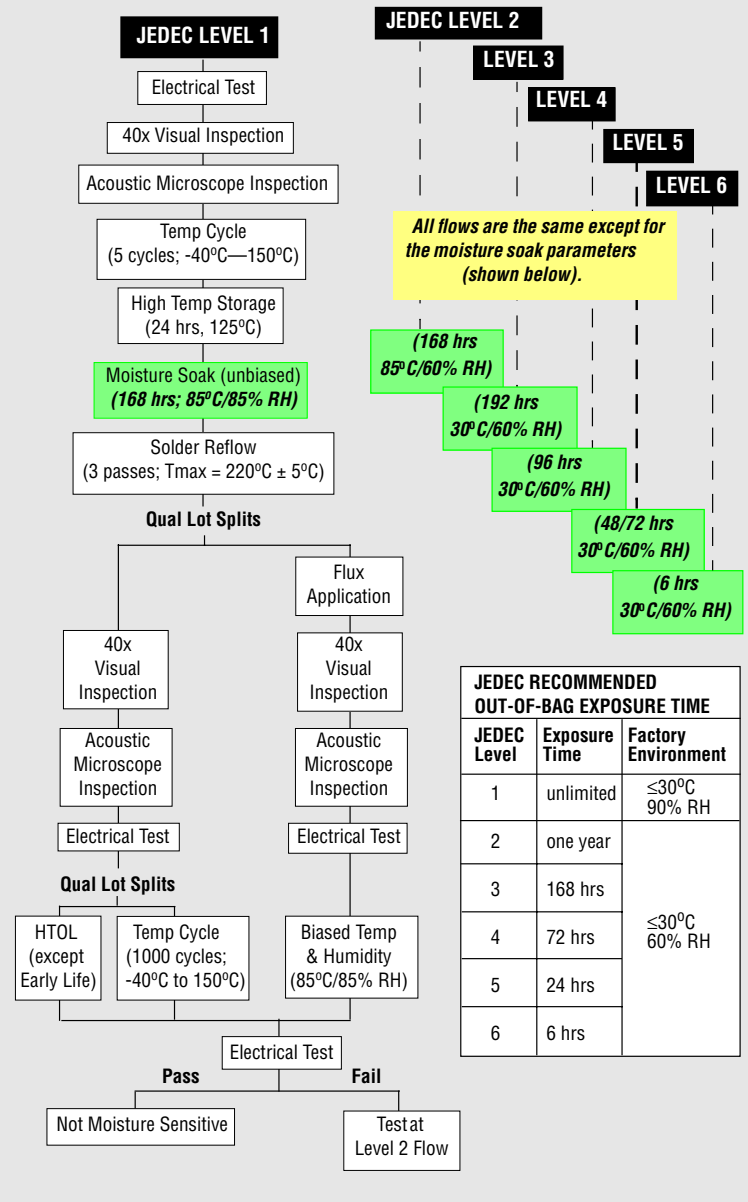 JEDEC LEVEL 1
Electrical Test
40x Visual Inspection
Acoustic Microscope Inspection
Temp Cycle
(5 cycles; -40ºC—150ºC)
High Temp Storage
(24 hrs, 125ºC)
Moisture Soak (unbiased)
(168 hrs; 85ºC/85% RH)
Solder Reflow
(3 passes; Tmax = 220ºC ± 5ºC)
Qual Lot Splits
40x
Visual
Inspection
Acoustic
Microscope
Inspection
Electrical Test
Qual Lot Splits
HTOL
(except
Early Life)
Temp Cycle
(1000 cycles;
-40ºC to 150ºC)
Flux
Application
40x
Visual
Inspection
Acoustic
Microscope
Inspection
Electrical Test
Biased Temp
& Humidity
(85ºC/85% RH)
Electrical Test
Pass
Fail
Not Moisture Sensitive
Test at
Level 2 Flow
JEDEC LEVEL 2
LEVEL 3
LEVEL 4
LEVEL 5
LEVEL 6
All flows are the same except for
the moisture soak parameters
(shown below).
(168 hrs
85ºC/60% RH)
(192 hrs
30ºC/60% RH)
(96 hrs
30ºC/60% RH)
(48/72 hrs
30ºC/60% RH)
(6 hrs
30ºC/60% RH)
JEDEC RECOMMENDED
OUT-OF-BAG EXPOSURE TIME
JEDEC Level Exposure Time Factory Environment
1 unlimited ≤30ºC 90% RH
2 one year
3 168 hrs
4 72 hrs ≤30ºC 60% RH
5 24 hrs
6 6 hrs